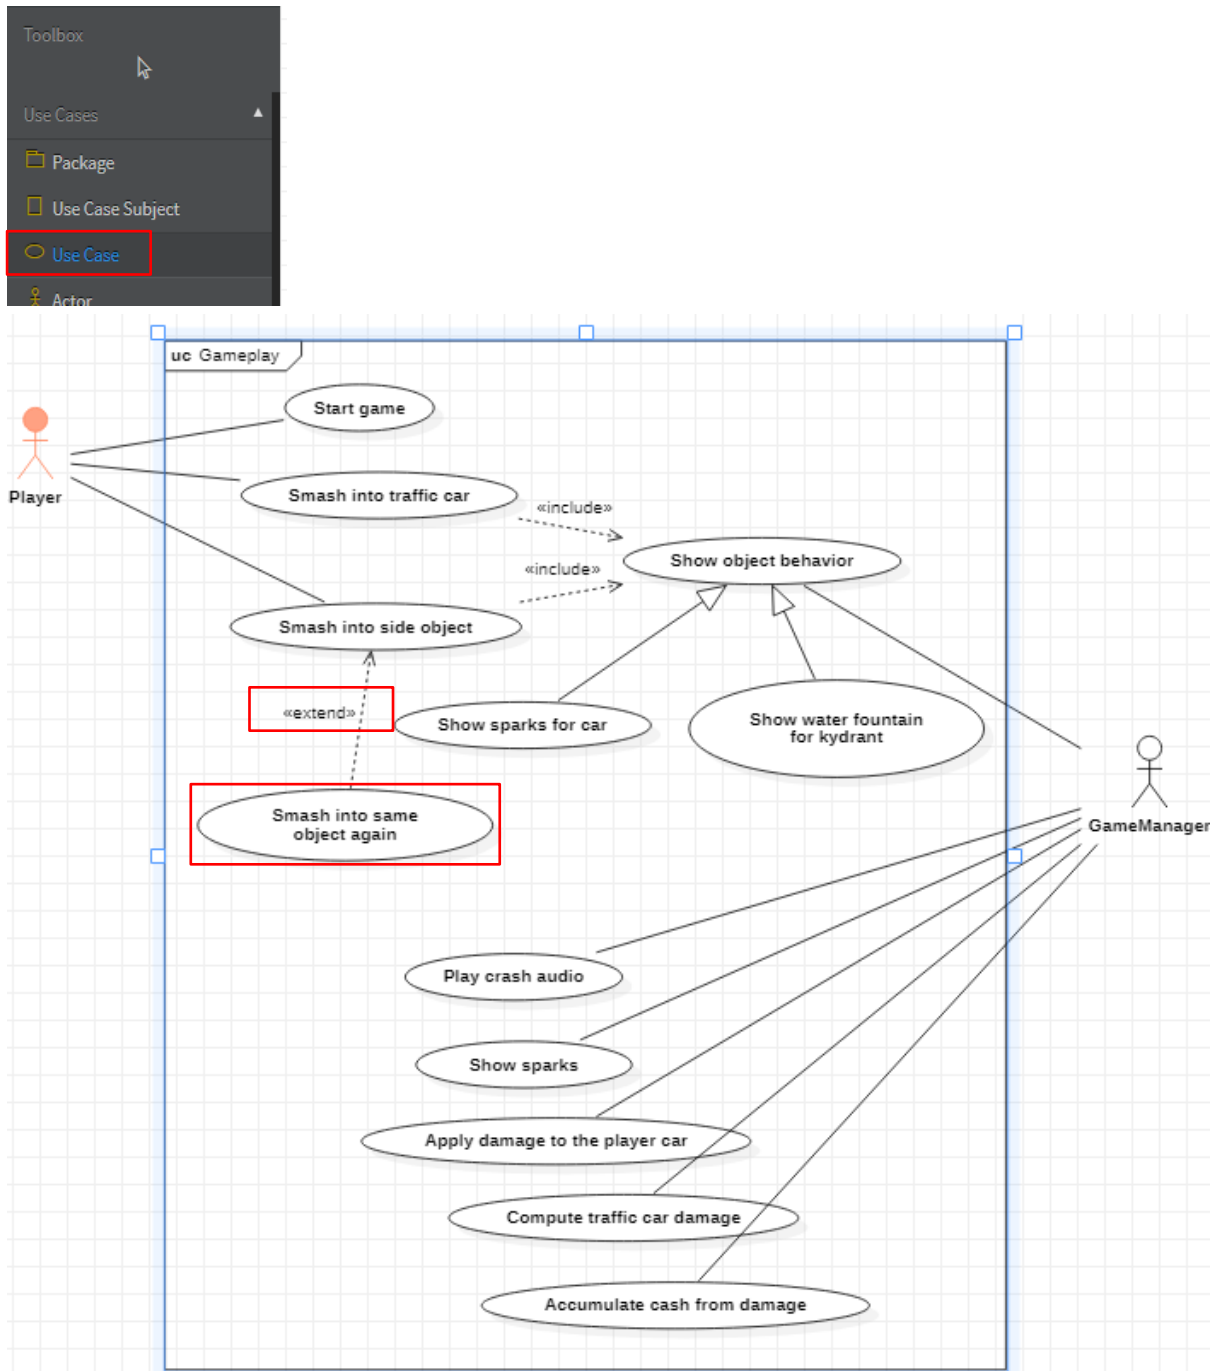 Toolbox
Use Cases
Package
Use Case Subject
Use Case
Actor
uc Gameplay
Start game
Player
Smash into traffic car
«include»
Show object behavior
«include»
Smash into side object
«extend»
Show sparks for car
Show water fountain
for kydrant
Smash into same
object again
GameManager
Play crash audio
Show sparks
Apply damage to the player car
Compute traffic car damage
Accumulate cash from damage